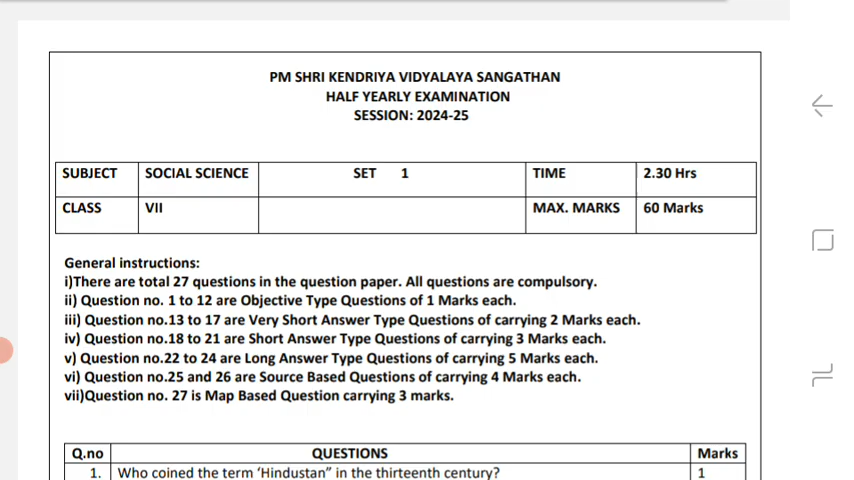 PM SHRI KENDRIYA VIDYALAYA SANGATHAN
HALF YEARLY EXAMINATION
SESSION: 2024-25
SUBJECT SOCIAL SCIENCE SET 1 TIME 2.30 Hrs
CLASS VII MAX. MARKS 60 Marks
General instructions:
i)There are total 27 questions in the question paper. All questions are compulsory.
ii) Question no. 1 to 12 are Objective Type Questions of 1 Marks each.
iii) Question no.13 to 17 are Very Short Answer Type Questions of carrying 2 Marks each.
iv) Question no.18 to 21 are Short Answer Type Questions of carrying 3 Marks each.
v) Question no.22 to 24 are Long Answer Type Questions of carrying 5 Marks each.
vi) Question no.25 and 26 are Source Based Questions of carrying 4 Marks each.
vii)Question no. 27 is Map Based Question carrying 3 marks.
Q.no QUESTIONS Marks
1. Who coined the term ‘Hindustan” in the thirteenth century? 1